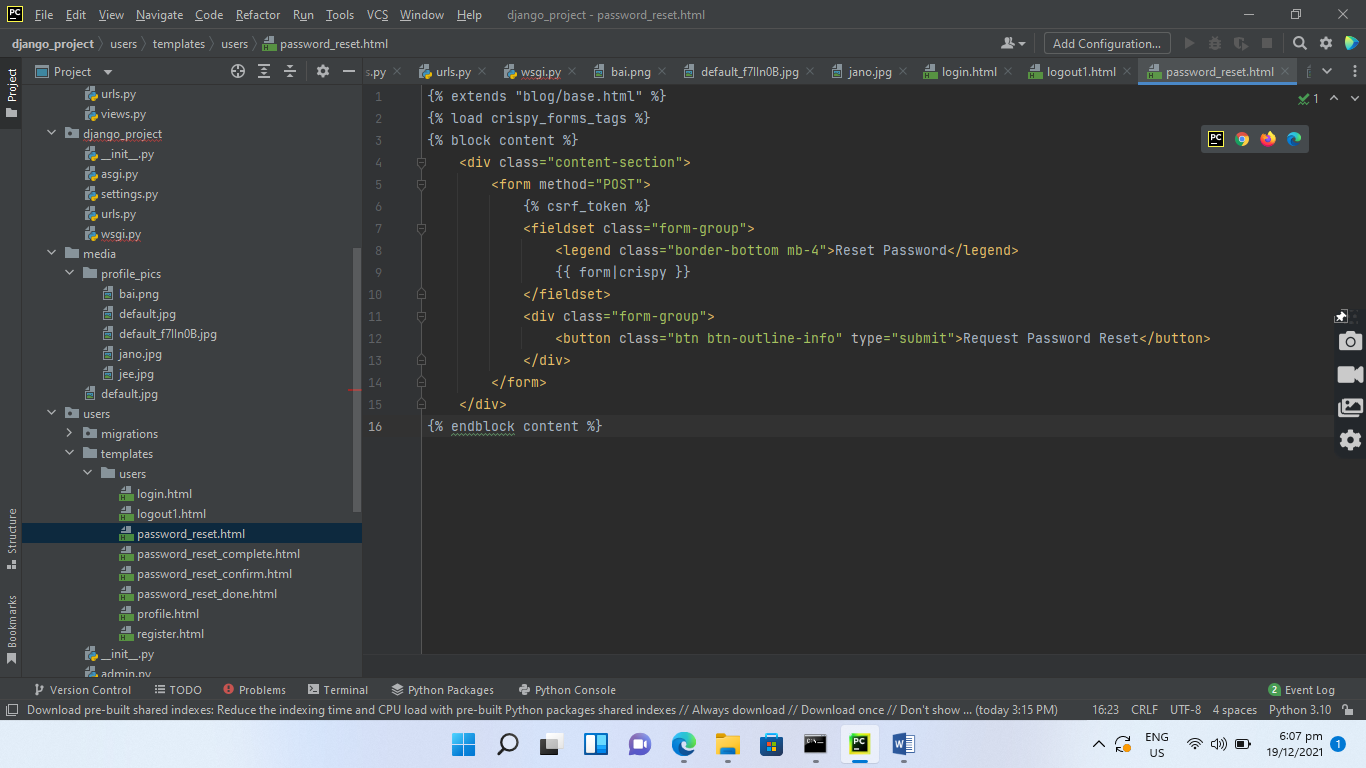 PC File Edit View Navigate Code Refactor Run Tools VCS Window Help django_project - password_reset.html
django_project users templates users password_reset.html Add Configuration...
Project s.py urls.py wsgi.py bai.png default_f7lIn0B.jpg jano.jpg login.html logout1.html password_reset.html
Project
urls.py
views.py
django_project
__init__.py
asgi.py
settings.py
urls.py
wsgi.py
media
profile_pics
bai.png
default.jpg
default_f7lIn0B.jpg
jano.jpg
jee.jpg
default.jpg
users
migrations
templates
users
login.html
logout1.html
password_reset.html
password_reset_complete.html
password_reset_confirm.html
password_reset_done.html
profile.html
register.html
__init__.py
admin.py
Structure
Bookmarks
1 {% extends "blog/base.html" %}
2 {% load crispy_forms_tags %}
3 {% block content %}
4 <div class="content-section">
5 <form method="POST">
6 {% csrf_token %}
7 <fieldset class="form-group">
8 <legend class="border-bottom mb-4">Reset Password</legend>
9 {{ form|crispy }}
10 </fieldset>
11 <div class="form-group">
12 <button class="btn btn-outline-info" type="submit">Request Password Reset</button>
13 </div>
14 </form>
15 </div>
16 {% endblock content %}
1
PC
Version Control TODO Problems Terminal Python Packages Python Console 2 Event Log
Download pre-built shared indexes: Reduce the indexing time and CPU load with pre-built Python packages shared indexes // Always download // Download once // Don't show ... (today 3:15 PM) 16:23 CRLF UTF-8 4 spaces Python 3.10
PC W ENG 6:07 pm
US 19/12/2021 1